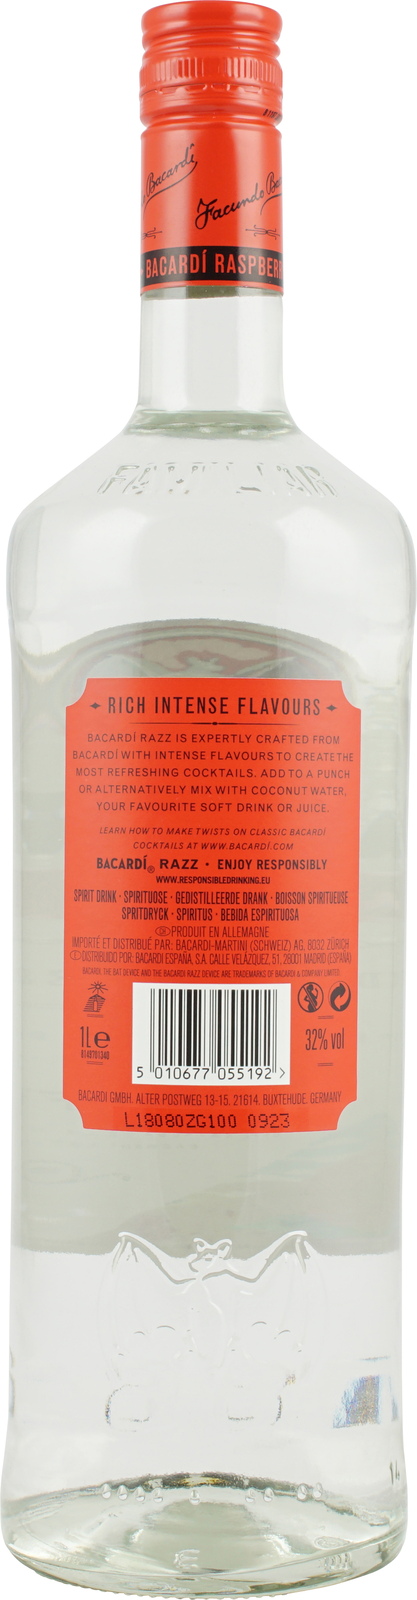 Bacardí
Facundo
BACARDÍ RASPBER
RICH INTENSE FLAVOURS
BACARDÍ RAZZ IS EXPERTLY CRAFTED FROM
BACARDÍ WITH INTENSE FLAVOURS TO CREATE THE
MOST REFRESHING COCKTAILS. ADD TO A PUNCH
OR ALTERNATIVELY MIX WITH COCONUT WATER,
YOUR FAVOURITE SOFT DRINK OR JUICE.
LEARN HOW TO MAKE TWISTS ON CLASSIC BACARDÍ
COCKTAILS AT WWW.BACARDI.COM
BACARDÍ® RAZZ · ENJOY RESPONSIBLY
WWW.RESPONSIBLEDRINKING.EU
SPIRIT DRINK · SPIRITUOSE · GEDISTILLEERDE DRANK · BOISSON SPIRITUEUSE
SPRITDRYCK · SPIRITUS · BEBIDA ESPIRITUOSA
PRODUIT EN ALLEMAGNE
IMPORTÉ ET DISTRIBUÉ PAR: BACARDI-MARTINI (SCHWEIZ) AG, 8032 ZÜRICH
DISTRIBUIDO POR: BACARDI ESPAÑA, S.A. CALLE VELÁZQUEZ, 51, 28001 MADRID (ESPAÑA)
BACARDI, THE BAT DEVICE AND THE BACARDI RAZZ DEVICE ARE TRADEMARKS OF BACARDI & COMPANY LIMITED
1L e
8149701340
5 010677 055192 >
32% vol
BACARDI GMBH. ALTER POSTWEG 13-15. 21614. BUXTEHUDE. GERMANY
L18080ZG100 0923
3
14